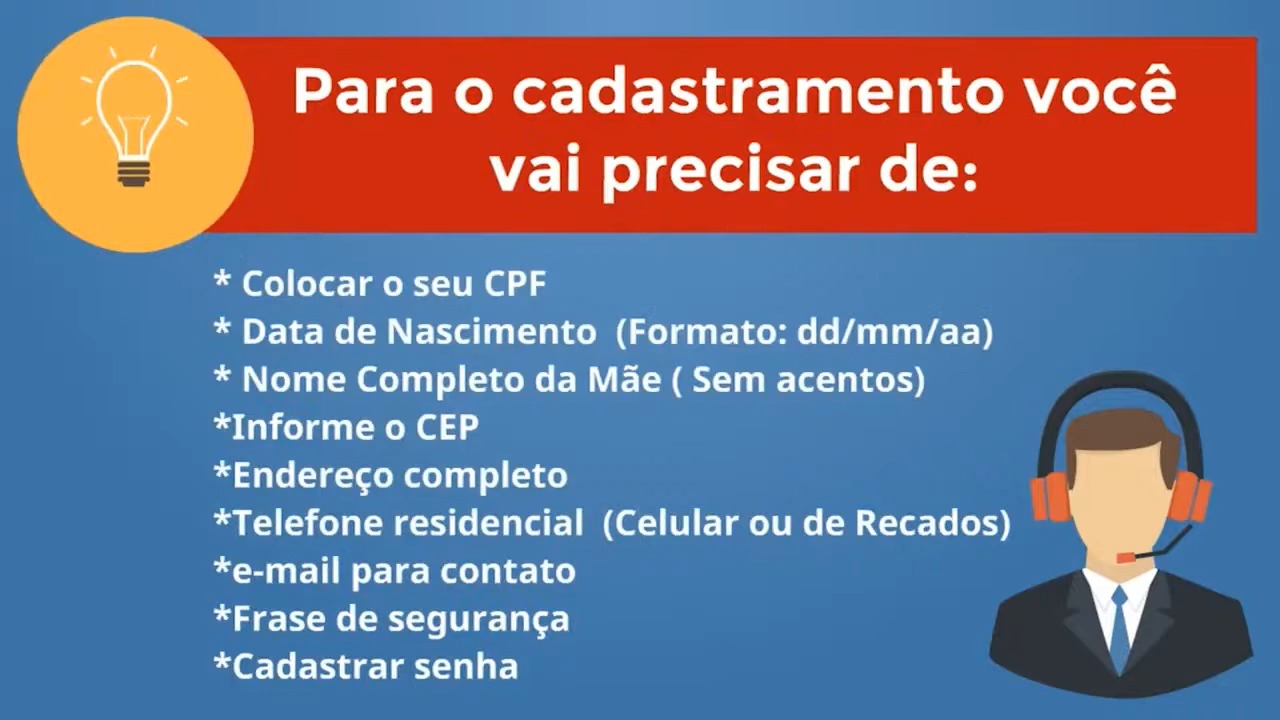 Para o cadastramento você
vai precisar de:
* Colocar o seu CPF
* Data de Nascimento  (Formato: dd/mm/aa)
* Nome Completo da Mãe ( Sem acentos)
*Informe o CEP
*Endereço completo
*Telefone residencial  (Celular ou de Recados)
*e-mail para contato
*Frase de segurança
*Cadastrar senha